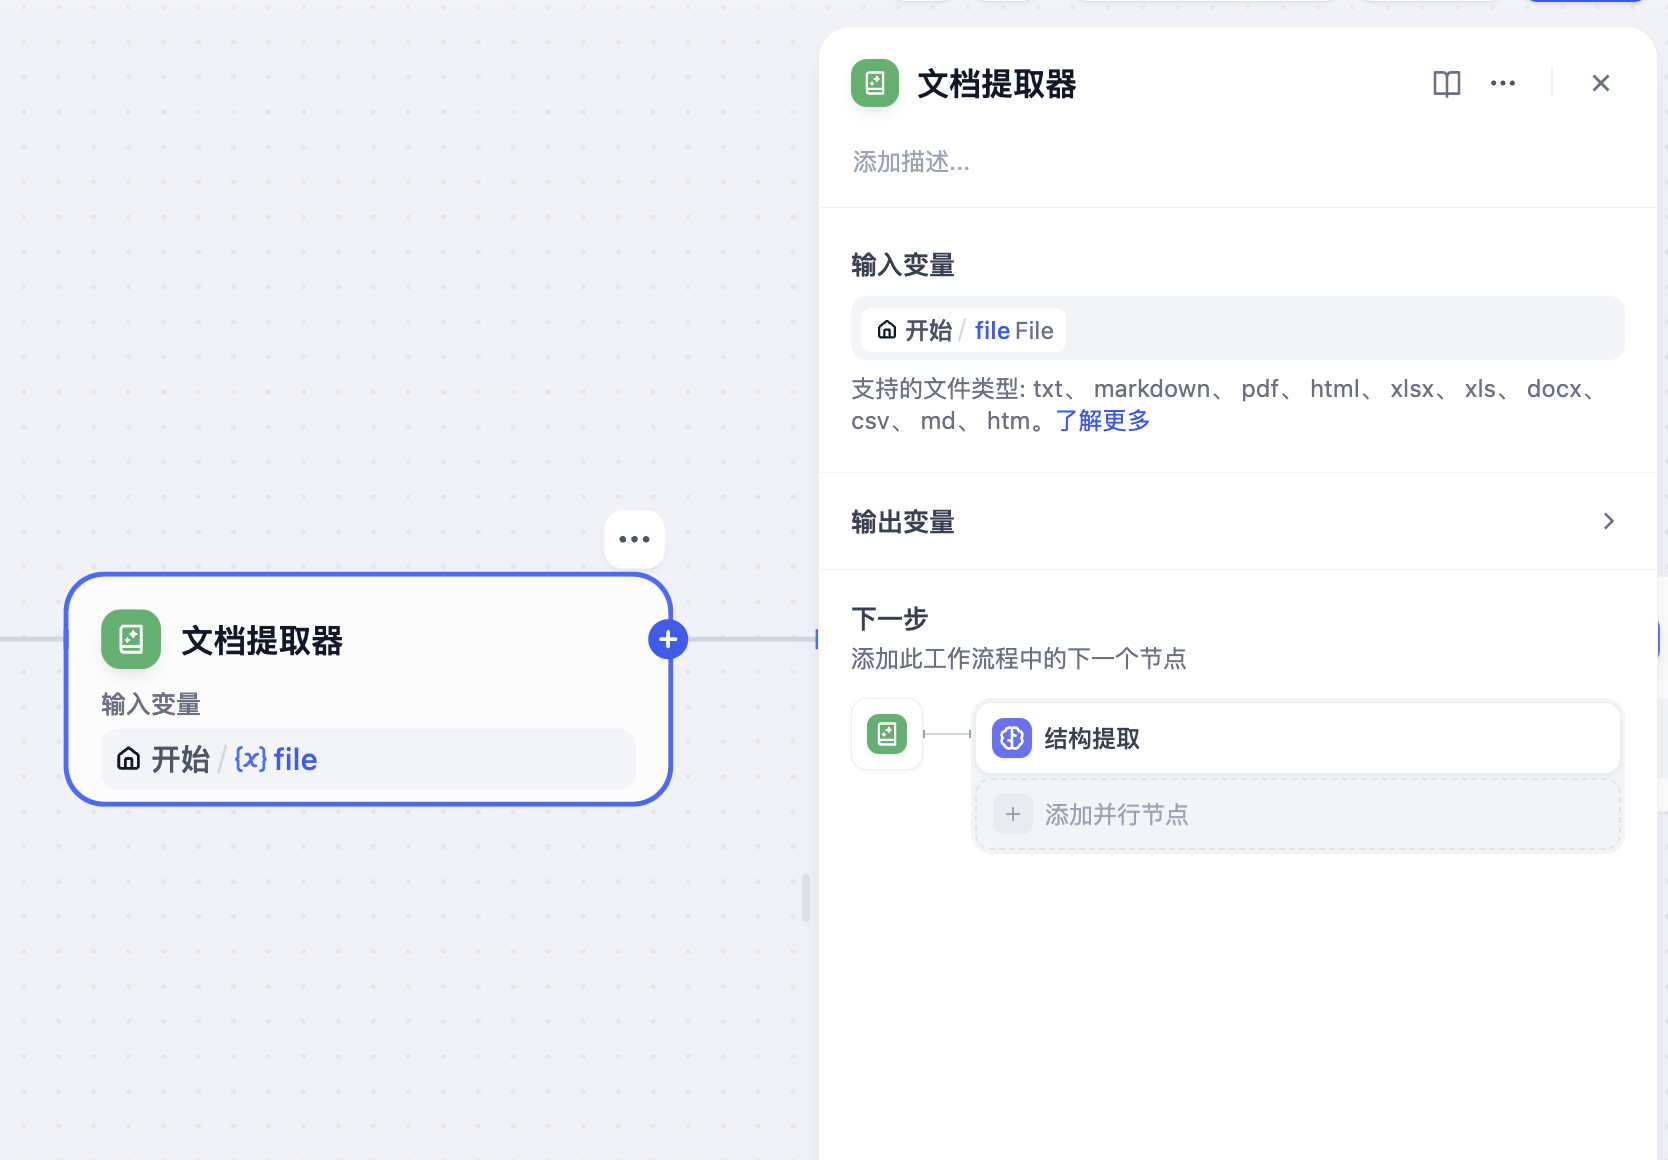 文档提取器
输入变量
开始 / {x} file
文档提取器
添加描述...
输入变量
开始 / file File
支持的文件类型: txt、 markdown、 pdf、 html、 xlsx、 xls、 docx、
csv、 md、 htm。了解更多
输出变量
下一步
添加此工作流程中的下一个节点
结构提取
添加并行节点